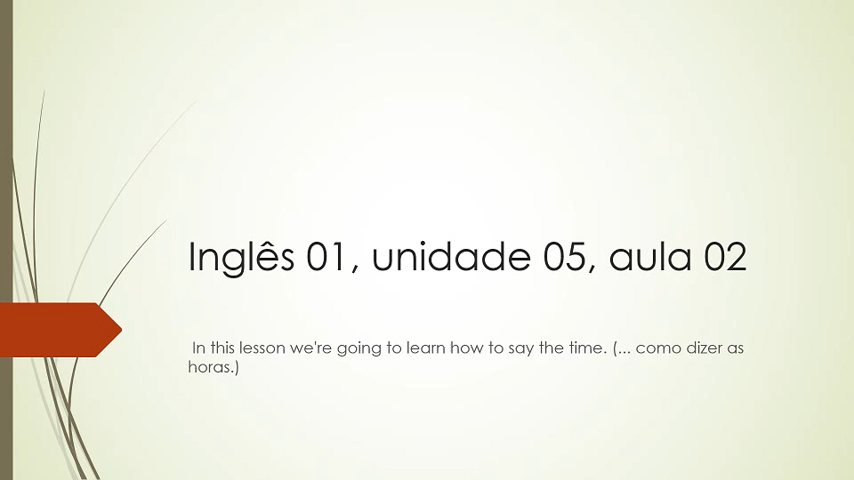 Inglês 01, unidade 05, aula 02
In this lesson we're going to learn how to say the time. (... como dizer as
horas.)